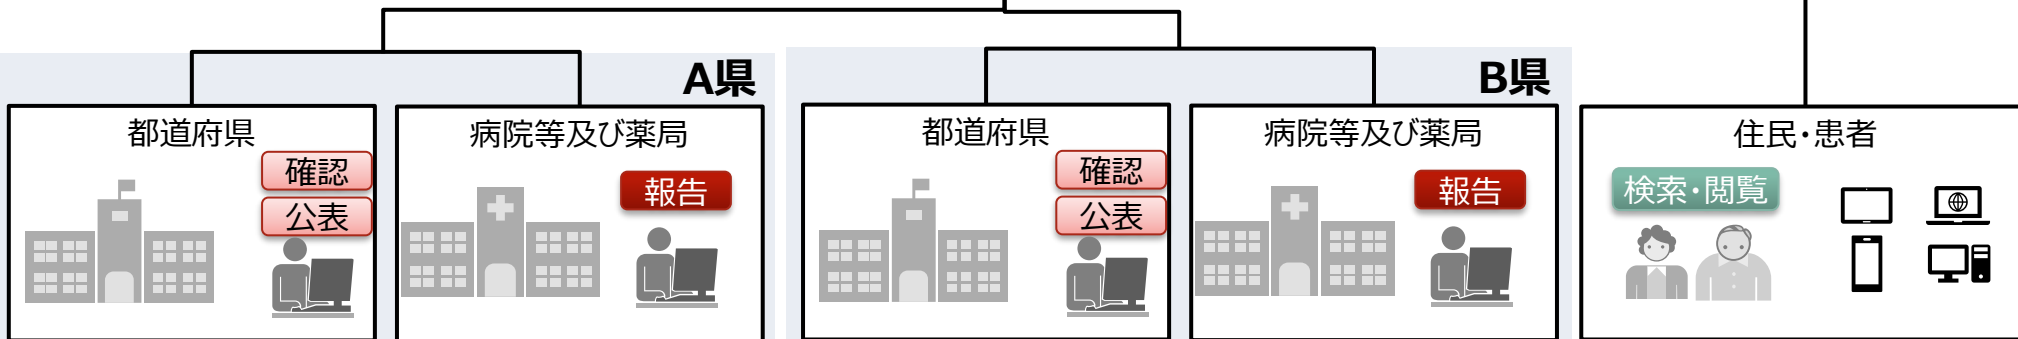 A県
都道府県
確認
公表
病院等及び薬局
報告
B県
都道府県
確認
公表
病院等及び薬局
報告
住民・患者
検索・閲覧